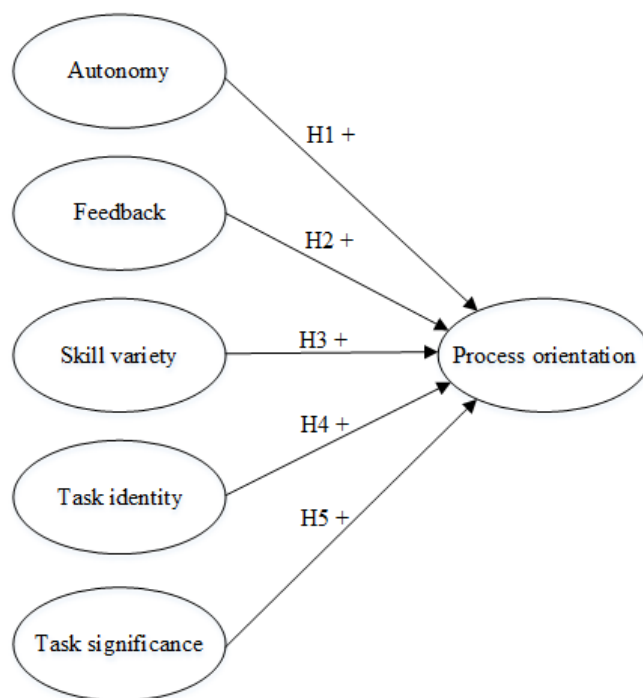 Autonomy
H1 +
Feedback
H2 +
Skill variety
H3 +
Process orientation
H4 +
Task identity
H5 +
Task significance